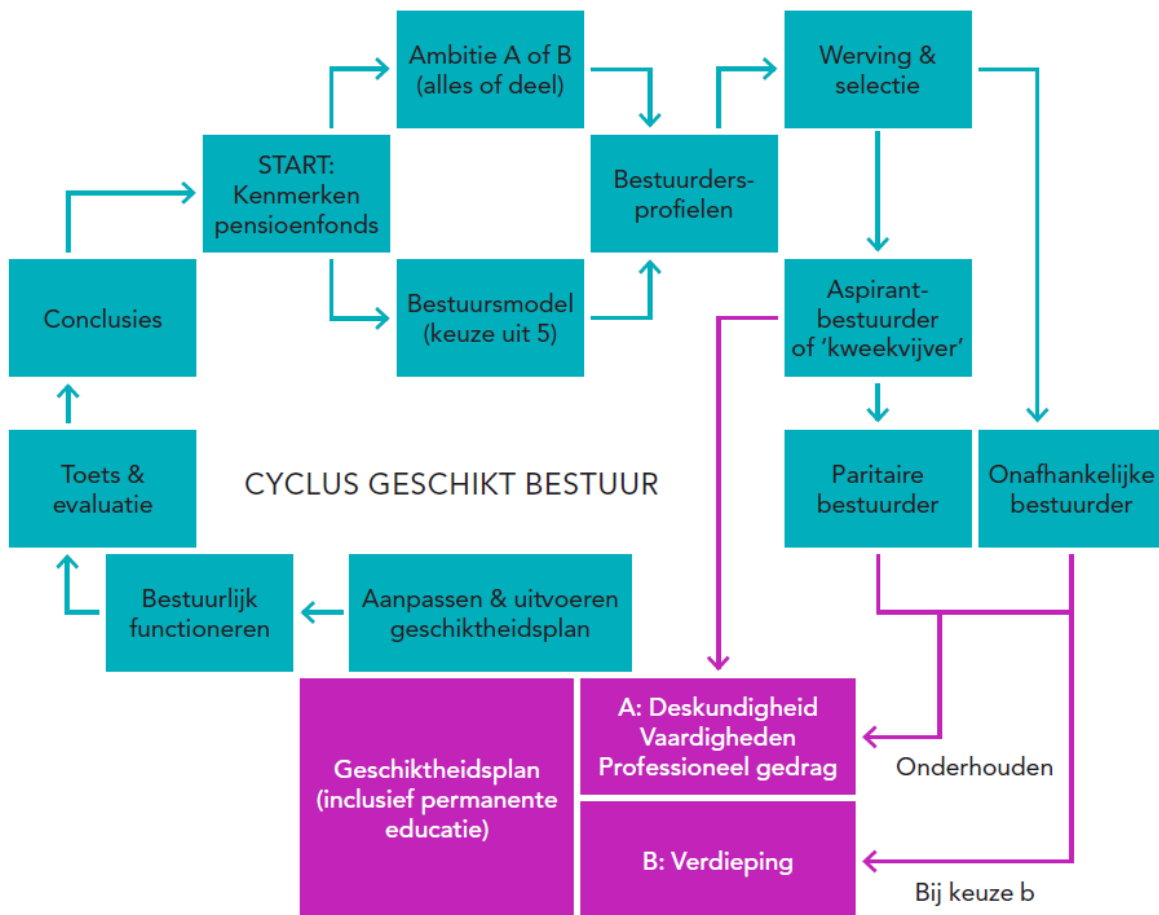 Ambitie A of B
(alles of deel)
Werving &
selectie
START:
Kenmerken
pensioenfonds
Bestuurders-
profielen
Conclusies
Bestuursmodel
(keuze uit 5)
Aspirant-
bestuurder
of ‘kweekvijver’
Toets &
evaluatie
CYCLUS GESCHIKT BESTUUR
Paritaire
bestuurder
Onafhankelijke
bestuurder
Bestuurlijk
functioneren
Aanpassen & uitvoeren
geschiktheidsplan
Geschiktheidsplan
(inclusief permanente
educatie)
A: Deskundigheid
Vaardigheden
Professioneel gedrag
Onderhouden
B: Verdieping
Bij keuze b